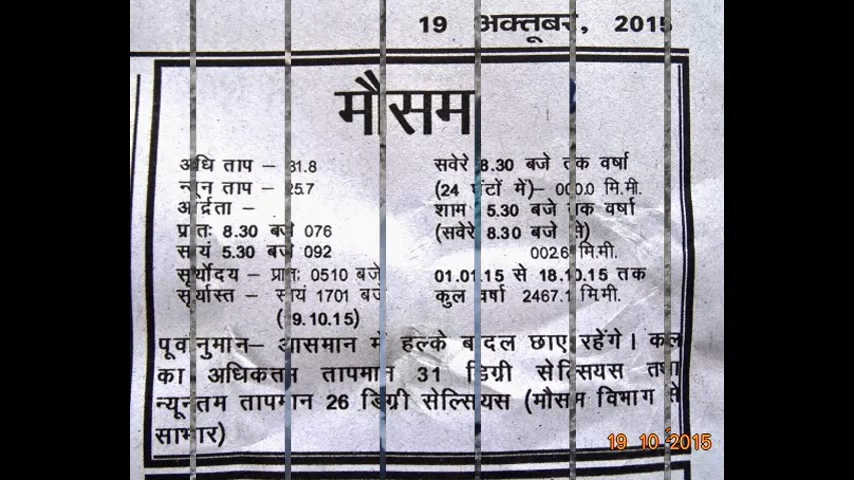 19 अक्तूबर, 2015
मौसम
अधि ताप – 31.8
न्यून ताप – 25.7
आर्द्रता –
प्रातः 8.30 बजे 076
सायं 5.30 बजे 092
सूर्योदय – प्रातः 0510 बजे
सूर्यास्त – सायं 1701 बजे
(19.10.15)
सवेरे 8.30 बजे तक वर्षा
(24 घंटों में)– 000.0 मि.मी.
शाम 5.30 बजे तक वर्षा
(सवेरे 8.30 बजे से)
002.6 मि.मी.
01.01.15 से 18.10.15 तक
कुल वर्षा 2467.1 मि.मी.
पूर्वानुमान– आसमान में हल्के बादल छाए रहेंगे। कल
का अधिकतम तापमान 31 डिग्री सेल्सियस तथा
न्यूनतम तापमान 26 डिग्री सेल्सियस (मौसम विभाग से
साभार)
19 10 2015